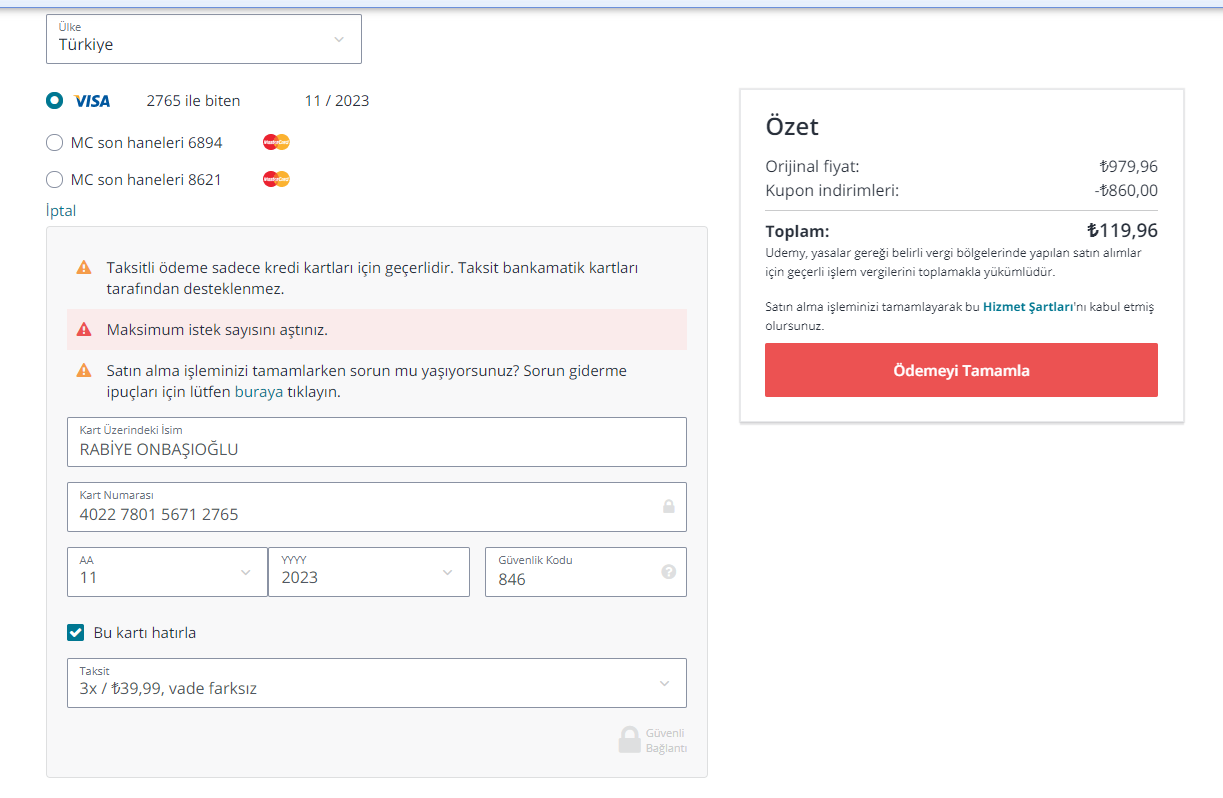 Ülke
Türkiye
VISA 2765 ile biten 11 / 2023
MC son haneleri 6894 MasterCard
MC son haneleri 8621 MasterCard
İptal
Taksitli ödeme sadece kredi kartları için geçerlidir. Taksit bankamatik kartları
tarafından desteklenmez.
Maksimum istek sayısını aştınız.
Satın alma işleminizi tamamlarken sorun mu yaşıyorsunuz? Sorun giderme
ipuçları için lütfen buraya tıklayın.
Kart Üzerindeki İsim
RABİYE ONBAŞIOĞLU
Kart Numarası
4022 7801 5671 2765
AA
11
YYYY
2023
Güvenlik Kodu
846
Bu kartı hatırla
Taksit
3x / ₺39,99, vade farksız
Güvenli
Bağlantı
Özet
Orijinal fiyat: ₺979,96
Kupon indirimleri: -₺860,00
Toplam: ₺119,96
Udemy, yasalar gereği belirli vergi bölgelerinde yapılan satın alımlar
için geçerli işlem vergilerini toplamakla yükümlüdür.
Satın alma işleminizi tamamlayarak bu Hizmet Şartları'nı kabul etmiş
olursunuz.
Ödemeyi Tamamla